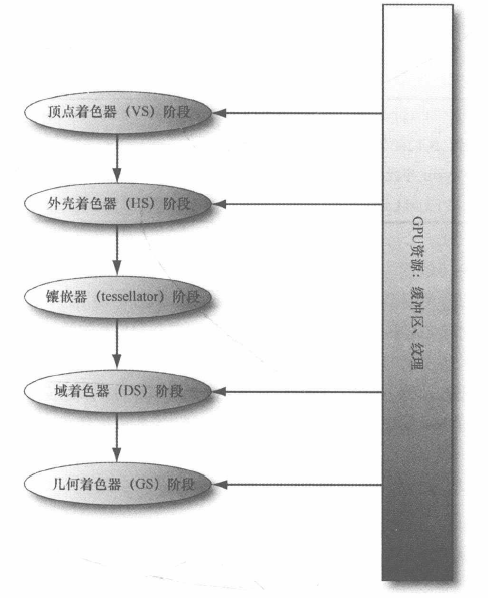 顶点着色器（VS）阶段
外壳着色器（HS）阶段
镶嵌器（tessellator）阶段
域着色器（DS）阶段
几何着色器（GS）阶段
GPU资源：缓冲区、纹理